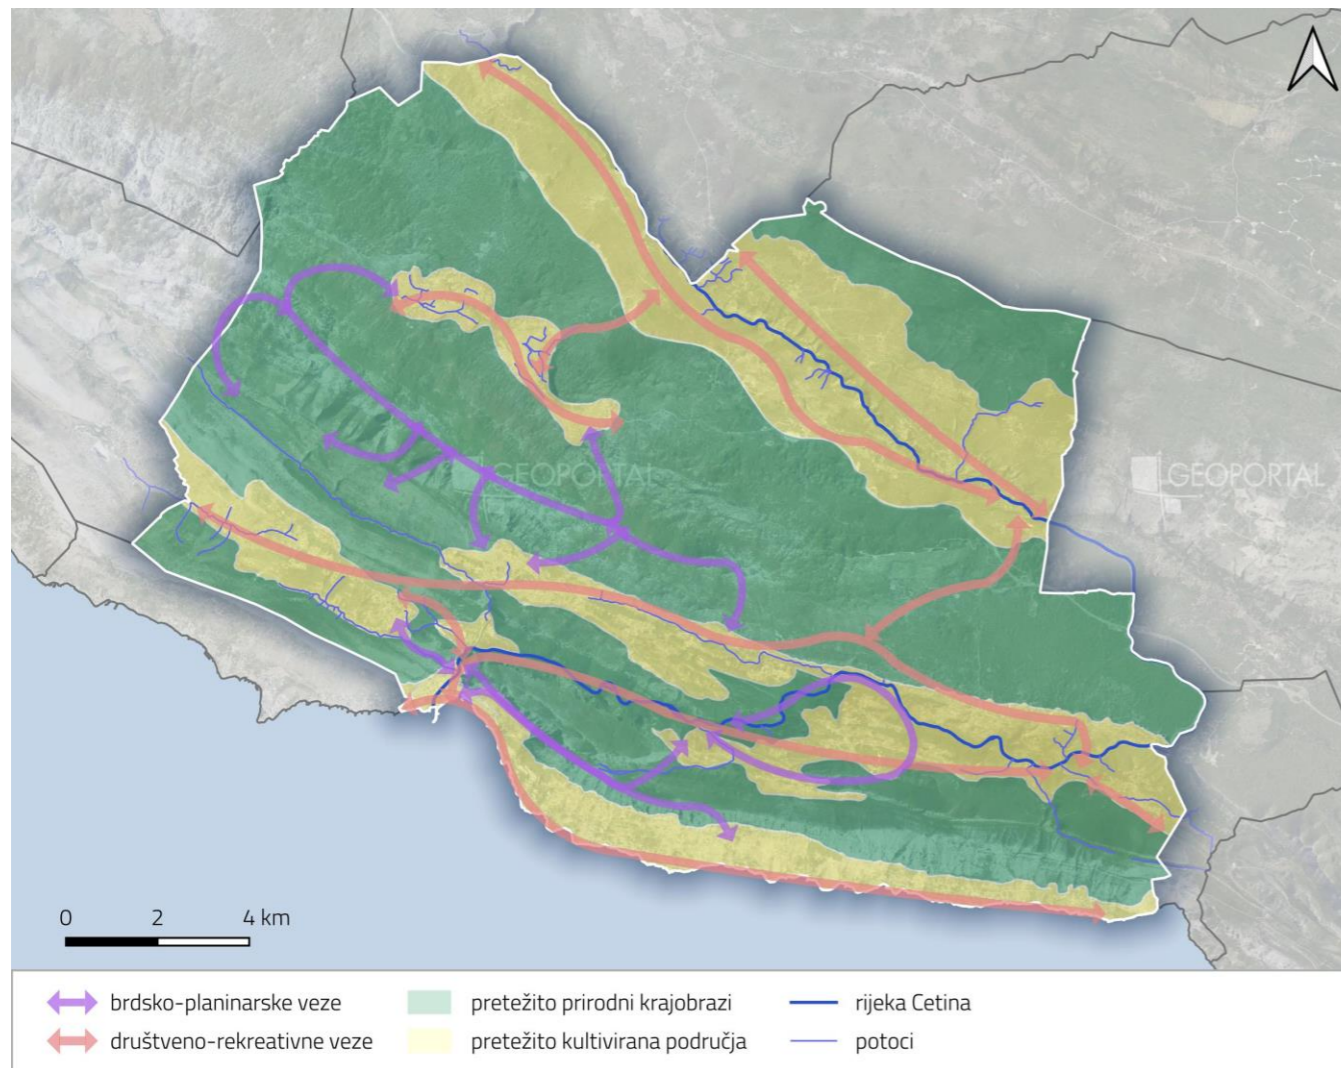 GEOPORTAL
GEOPORTAL
0 2 4 km
brdsko-planinarske veze
društveno-rekreativne veze
pretežito prirodni krajobrazi
pretežito kultivirana područja
rijeka Cetina
potoci